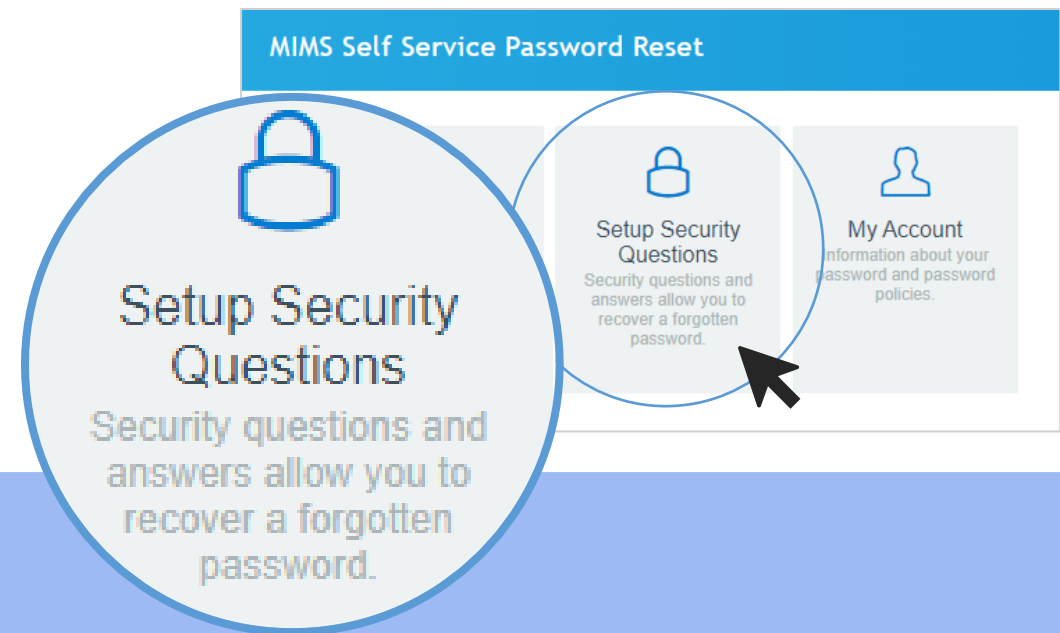 MIMS Self Service Password Reset
Setup Security
Questions
Security questions and
answers allow you to
recover a forgotten
password.
Setup Security
Questions
Security questions and
answers allow you to
recover a forgotten
password.
My Account
Information about your
password and password
policies.